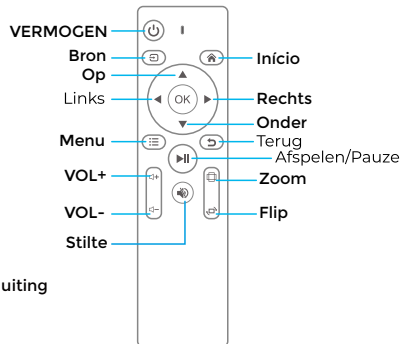 VERMOGEN
Bron
Início
Op
Links
OK
Rechts
Onder
Menu
Terug
Afspelen/Pauze
VOL+
Zoom
VOL-
Flip
Stilte
uiting